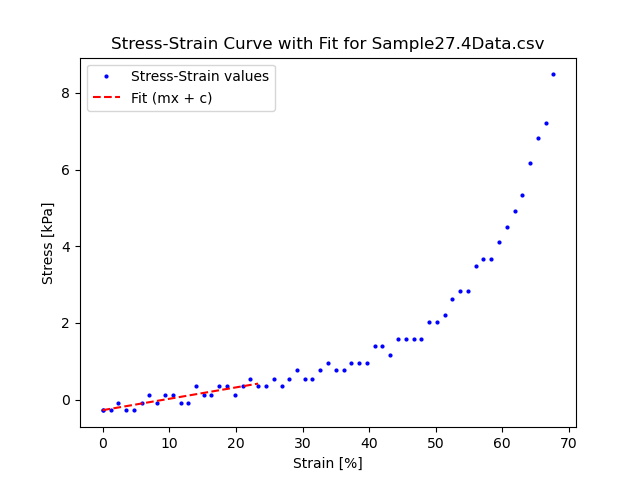 Stress-Strain Curve with Fit for Sample27.4Data.csv
Stress-Strain values
Fit (mx + c)
8
6
4
2
0
Stress [kPa]
0 10 20 30 40 50 60 70
Strain [%]